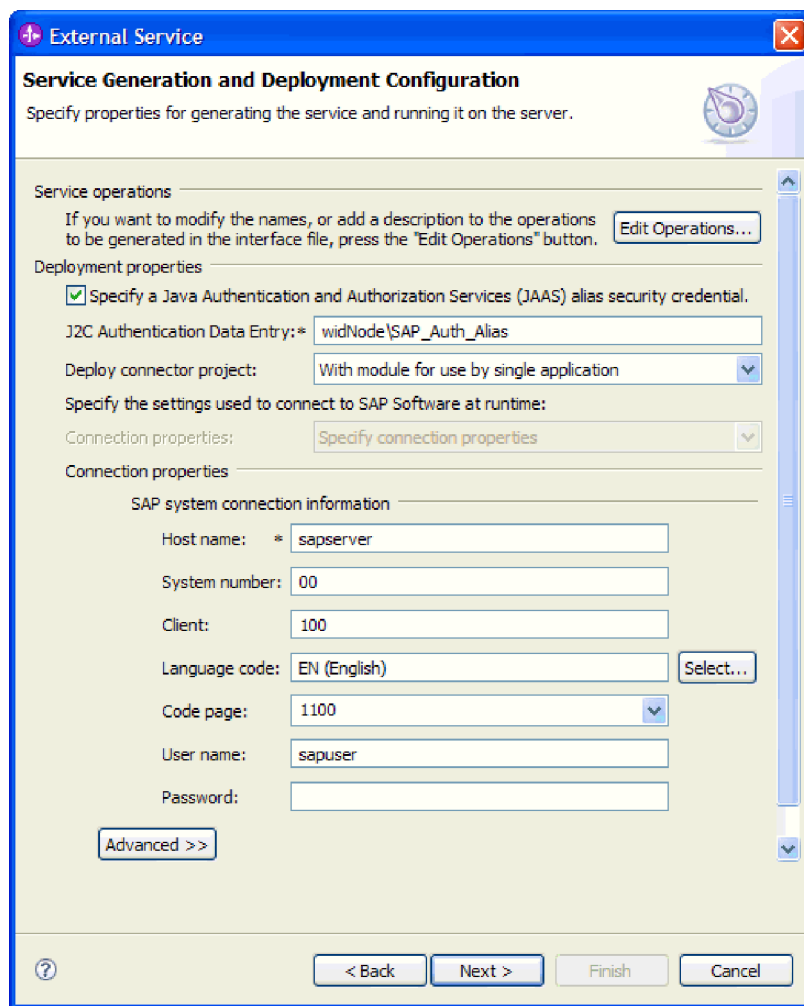 External Service
Service Generation and Deployment Configuration
Specify properties for generating the service and running it on the server.
Service operations
If you want to modify the names, or add a description to the operations
to be generated in the interface file, press the "Edit Operations" button.
Edit Operations...
Deployment properties
Specify a Java Authentication and Authorization Services (JAAS) alias security credential.
J2C Authentication Data Entry:* widNode\SAP_Auth_Alias
Deploy connector project: With module for use by single application
Specify the settings used to connect to SAP Software at runtime:
Connection properties: Specify connection properties
Connection properties
SAP system connection information
Host name: * sapserver
System number: 00
Client: 100
Language code: EN (English) Select...
Code page: 1100
User name: sapuser
Password:
Advanced >>
? < Back Next > Finish Cancel